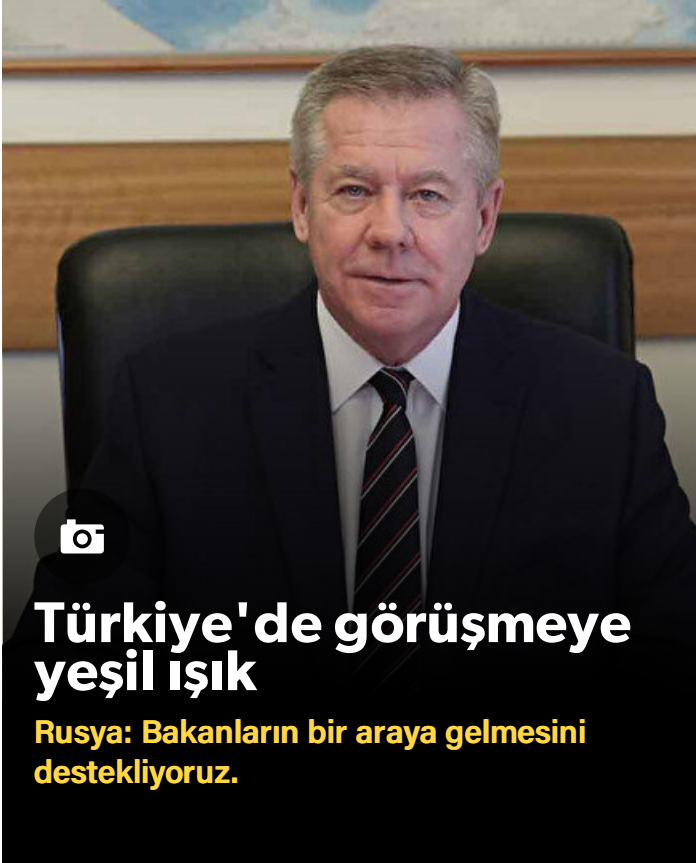 Türkiye'de görüşmeye
yeşil ışık
Rusya: Bakanların bir araya gelmesini
destekliyoruz.